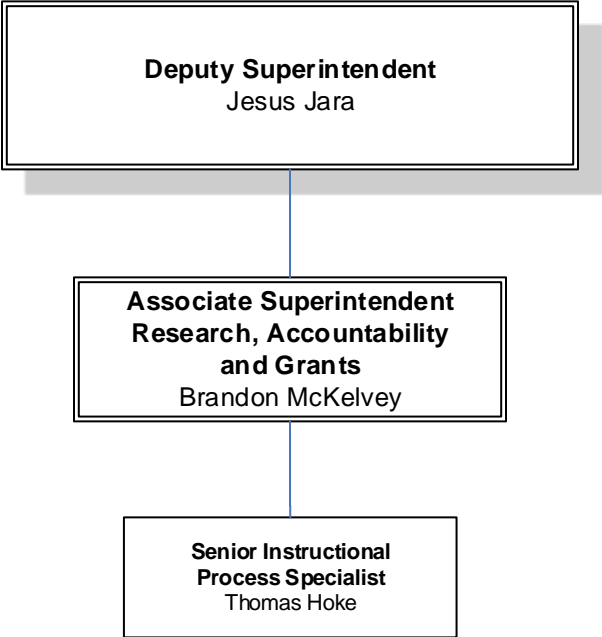 Deputy Superintendent
Jesus Jara
Associate Superintendent
Research, Accountability
and Grants
Brandon McKelvey
Senior Instructional
Process Specialist
Thomas Hoke